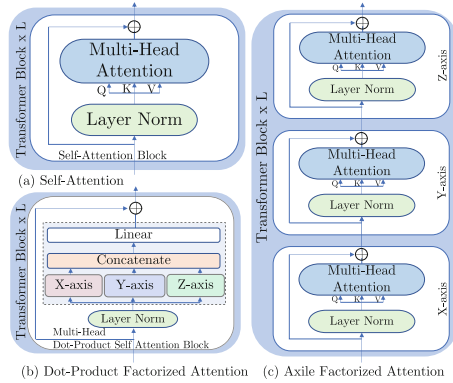 Transformer Block x L
Multi-Head
Attention
Q K V
Layer Norm
Self-Attention Block
(a) Self-Attention
Transformer Block x L
Linear
Concatenate
X-axis Y-axis Z-axis
Layer Norm
Multi-Head
Dot-Product Self Attention Block
(b) Dot-Product Factorized Attention
Transformer Block x L
Multi-Head
Attention
Q K V
Layer Norm
Z-axis
Multi-Head
Attention
Q K V
Layer Norm
Y-axis
Multi-Head
Attention
Q K V
Layer Norm
X-axis
(c) Axile Factorized Attention